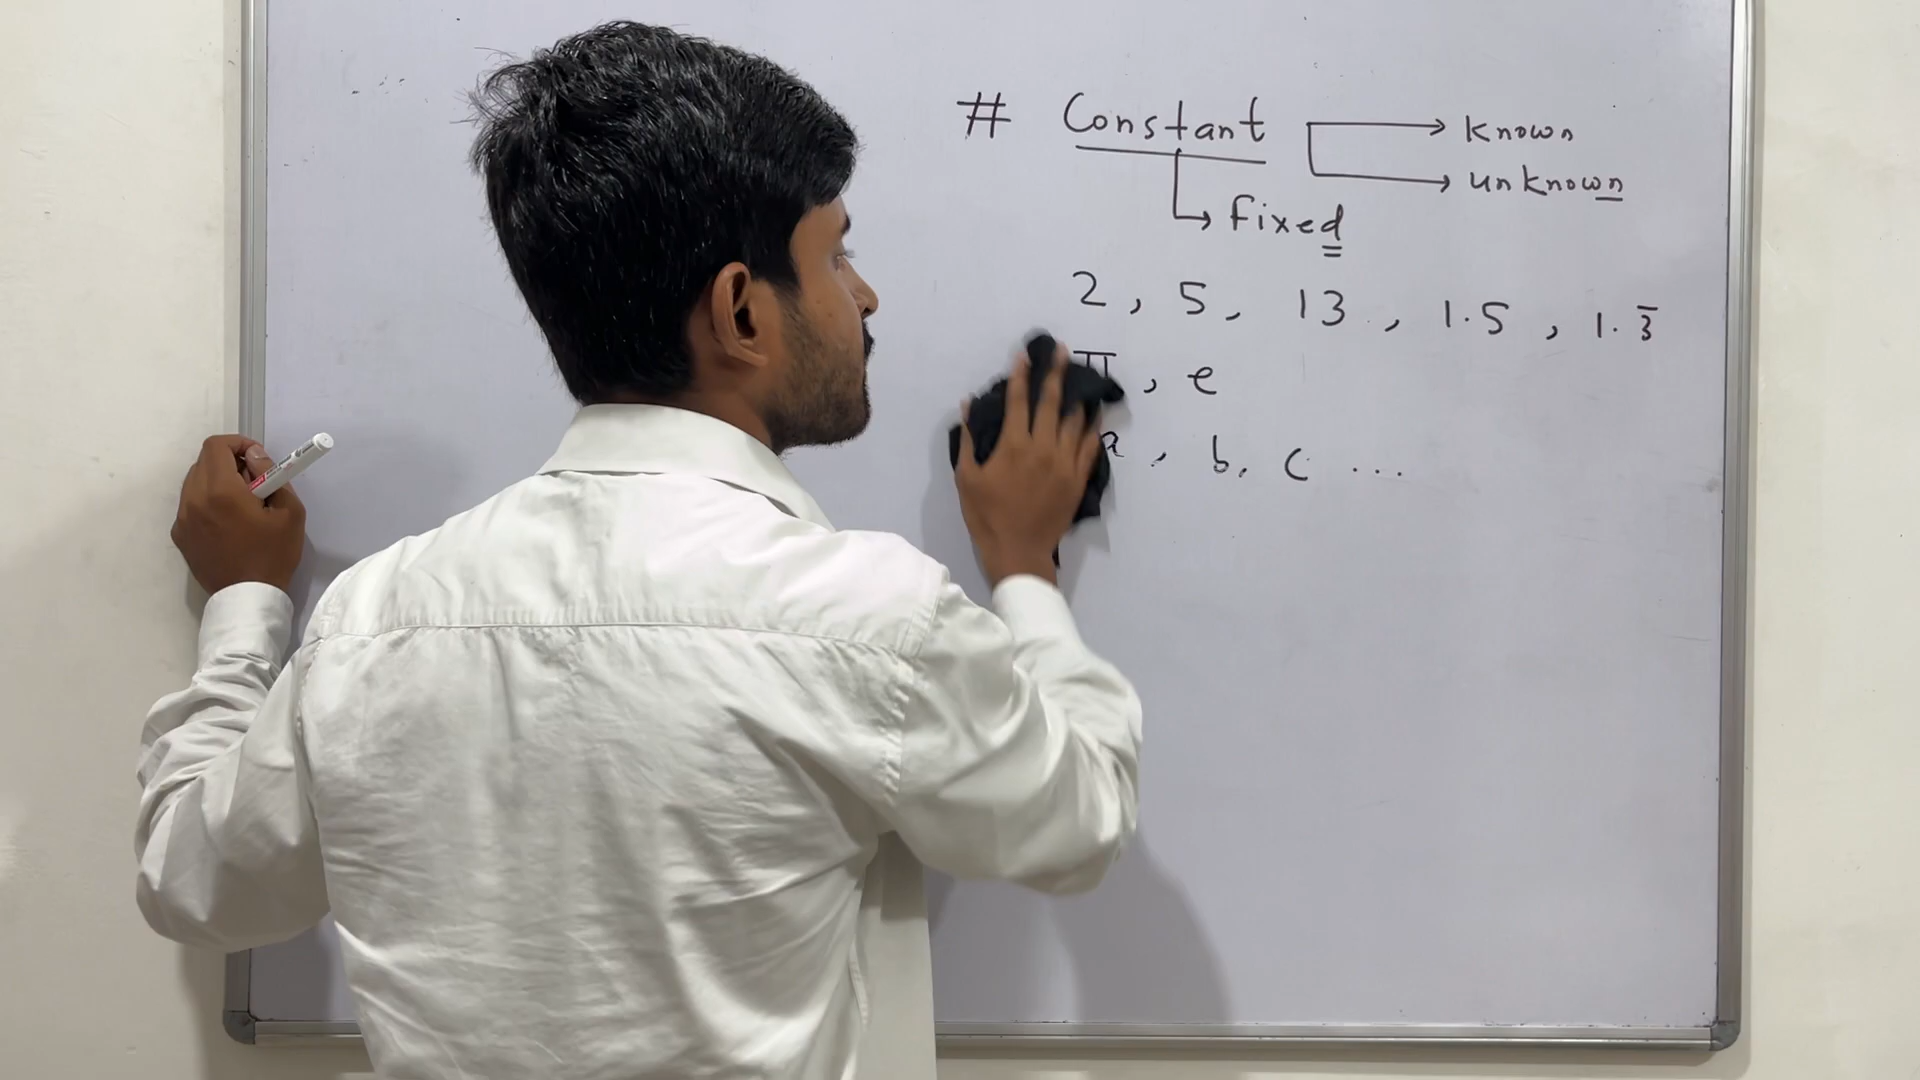 # Constant → known
→ unknown
→ fixed
2, 5, 13, 1.5, 1.3̅
π, e
a, b, c ...